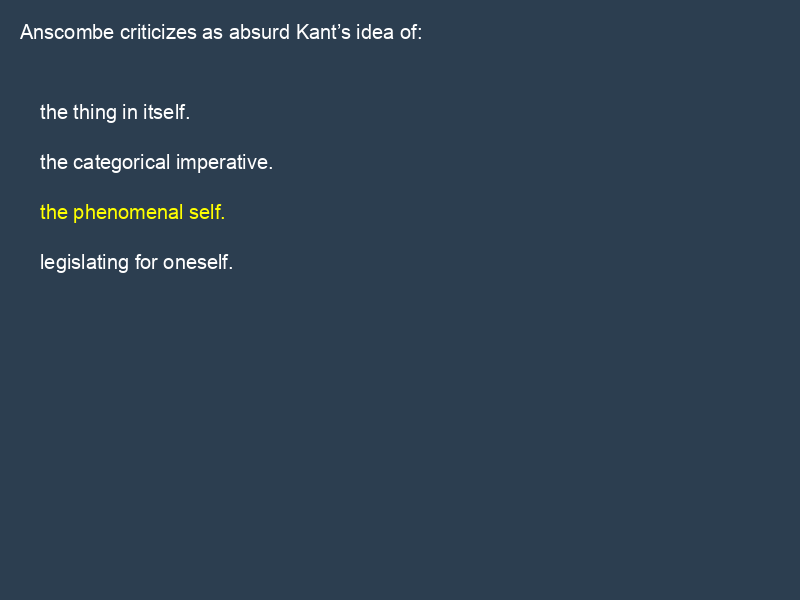 Anscombe criticizes as absurd Kant’s idea of:
the thing in itself.
the categorical imperative.
the phenomenal self.
legislating for oneself.